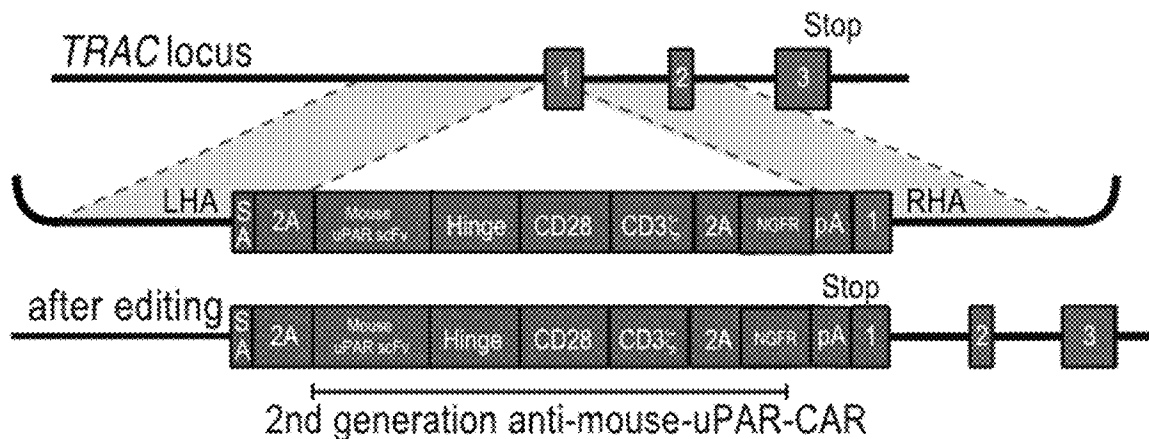 Stop
TRAC locus
1 2 3
LHA
RHA
S
A
2A
Mouse
uPAR scFv
Hinge CD28 CD3ζ 2A NGFR pA 1
after editing
Stop
S
A
2A
Mouse
uPAR scFv
Hinge CD28 CD3ζ 2A NGFR pA 1 2 3
2nd generation anti-mouse-uPAR-CAR